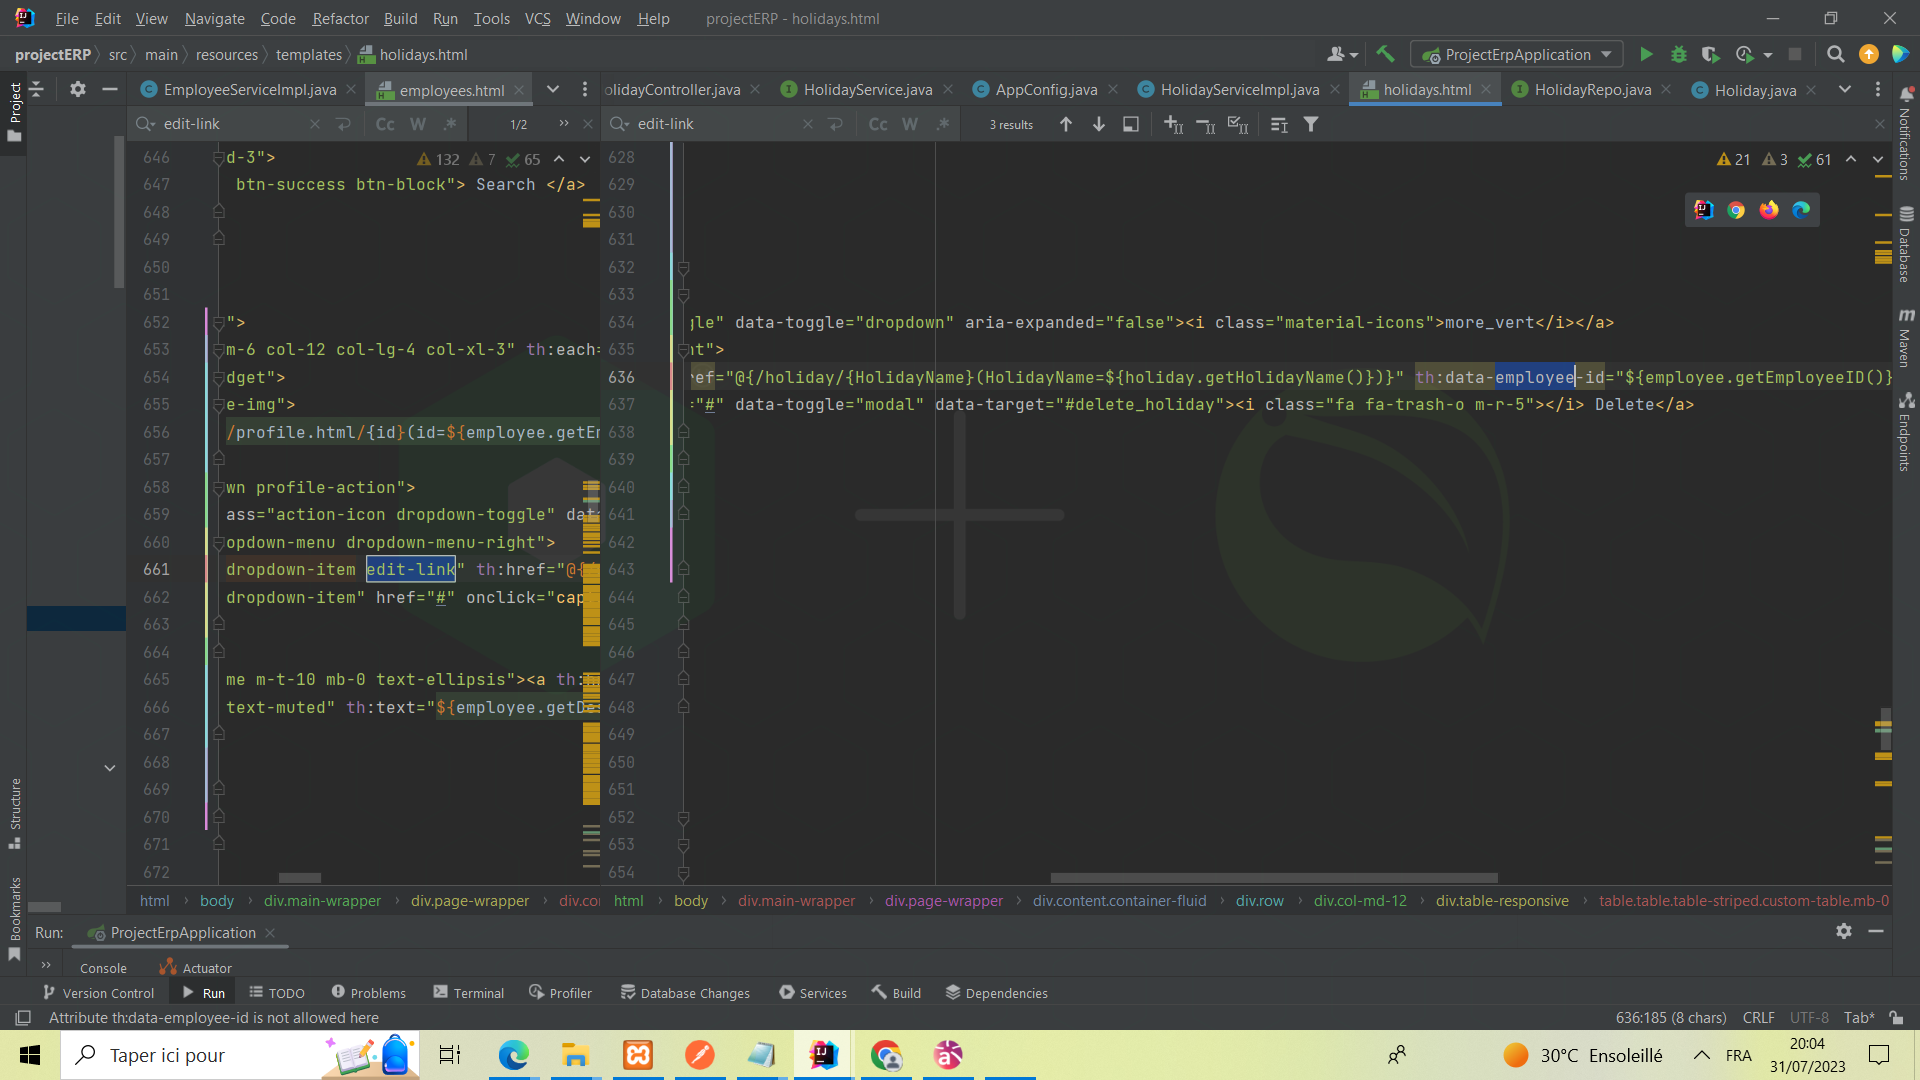 File Edit View Navigate Code Refactor Build Run Tools VCS Window Help projectERP - holidays.html
projectERP src main resources templates holidays.html ProjectErpApplication
Project
EmployeeServiceImpl.java employees.html olidayController.java HolidayService.java AppConfig.java HolidayServiceImpl.java holidays.html HolidayRepo.java Holiday.java
edit-link Cc W .* 1/2 edit-link Cc W .* 3 results
646 d-3"> 132 7 65
647 btn-success btn-block"> Search </a>
648
649
650
651
652 ">
653 m-6 col-12 col-lg-4 col-xl-3" th:each=
654 dget">
655 e-img">
656 /profile.html/{id}(id=${employee.getEm
657
658 wn profile-action">
659 ass="action-icon dropdown-toggle" dat
660 opdown-menu dropdown-menu-right">
661 dropdown-item edit-link" th:href="@{
662 dropdown-item" href="#" onclick="cap
663
664
665 me m-t-10 mb-0 text-ellipsis"><a th:
666 text-muted" th:text="${employee.getDe
667
668
669
670
671
672
628 21 3 61
629
630
631
632
633
634 gle" data-toggle="dropdown" aria-expanded="false"><i class="material-icons">more_vert</i></a>
635 ht">
636 ref="@{/holiday/{HolidayName}(HolidayName=${holiday.getHolidayName()})}" th:data-employee-id="${employee.getEmployeeID()}
637 ="#" data-toggle="modal" data-target="#delete_holiday"><i class="fa fa-trash-o m-r-5"></i> Delete</a>
638
639
640
641
642
643
644
645
646
647
648
649
650
651
652
653
654
Notifications
Database
Maven
Endpoints
Structure
Bookmarks
html body div.main-wrapper div.page-wrapper div.coi html body div.main-wrapper div.page-wrapper div.content.container-fluid div.row div.col-md-12 div.table-responsive table.table.table-striped.custom-table.mb-0
Run: ProjectErpApplication
Console Actuator
Version Control Run TODO Problems Terminal Profiler Database Changes Services Build Dependencies
Attribute th:data-employee-id is not allowed here 636:185 (8 chars) CRLF UTF-8 Tab*
Taper ici pour 30°C Ensoleillé FRA 20:04
31/07/2023